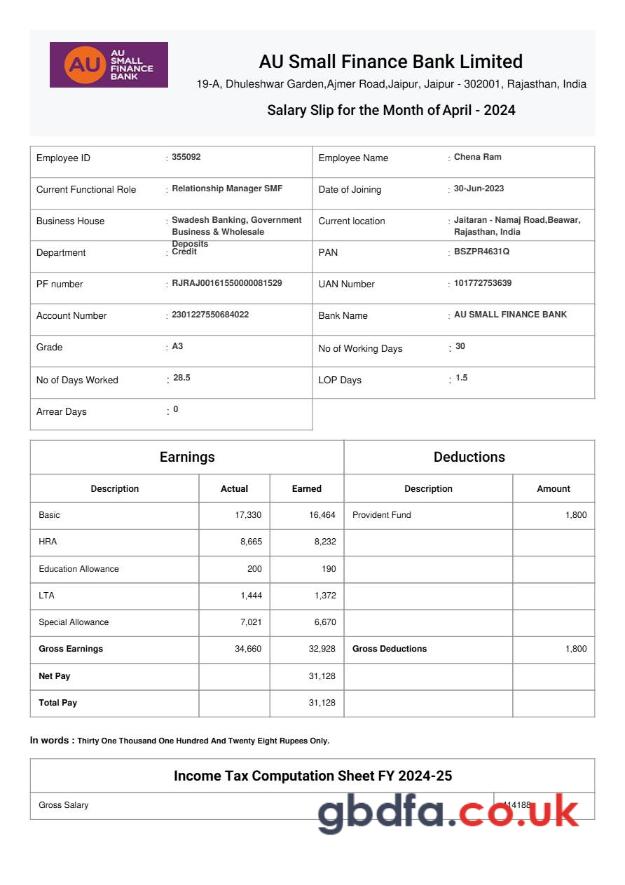 AU
AU
SMALL
FINANCE
BANK
AU Small Finance Bank Limited
19-A, Dhuleshwar Garden,Ajmer Road,Jaipur, Jaipur - 302001, Rajasthan, India
Salary Slip for the Month of April - 2024
Employee ID : 355092 Employee Name : Chena Ram
Current Functional Role : Relationship Manager SMF Date of Joining : 30-Jun-2023
Business House : Swadesh Banking, Government Current location : Jaitaran - Namaj Road,Beawar,
Business & Wholesale Rajasthan, India
Deposits
Department : Credit PAN : BSZPR4631Q
PF number : RJRAJ00161550000081529 UAN Number : 101772753639
Account Number : 2301227550684022 Bank Name : AU SMALL FINANCE BANK
Grade : A3 No of Working Days : 30
No of Days Worked : 28.5 LOP Days : 1.5
Arrear Days : 0
Earnings Deductions
Description Actual Earned Description Amount
Basic 17,330 16,464 Provident Fund 1,800
HRA 8,665 8,232
Education Allowance 200 190
LTA 1,444 1,372
Special Allowance 7,021 6,670
Gross Earnings 34,660 32,928 Gross Deductions 1,800
Net Pay 31,128
Total Pay 31,128
In words : Thirty One Thousand One Hundred And Twenty Eight Rupees Only.
Income Tax Computation Sheet FY 2024-25
Gross Salary
gbdfa.co.uk